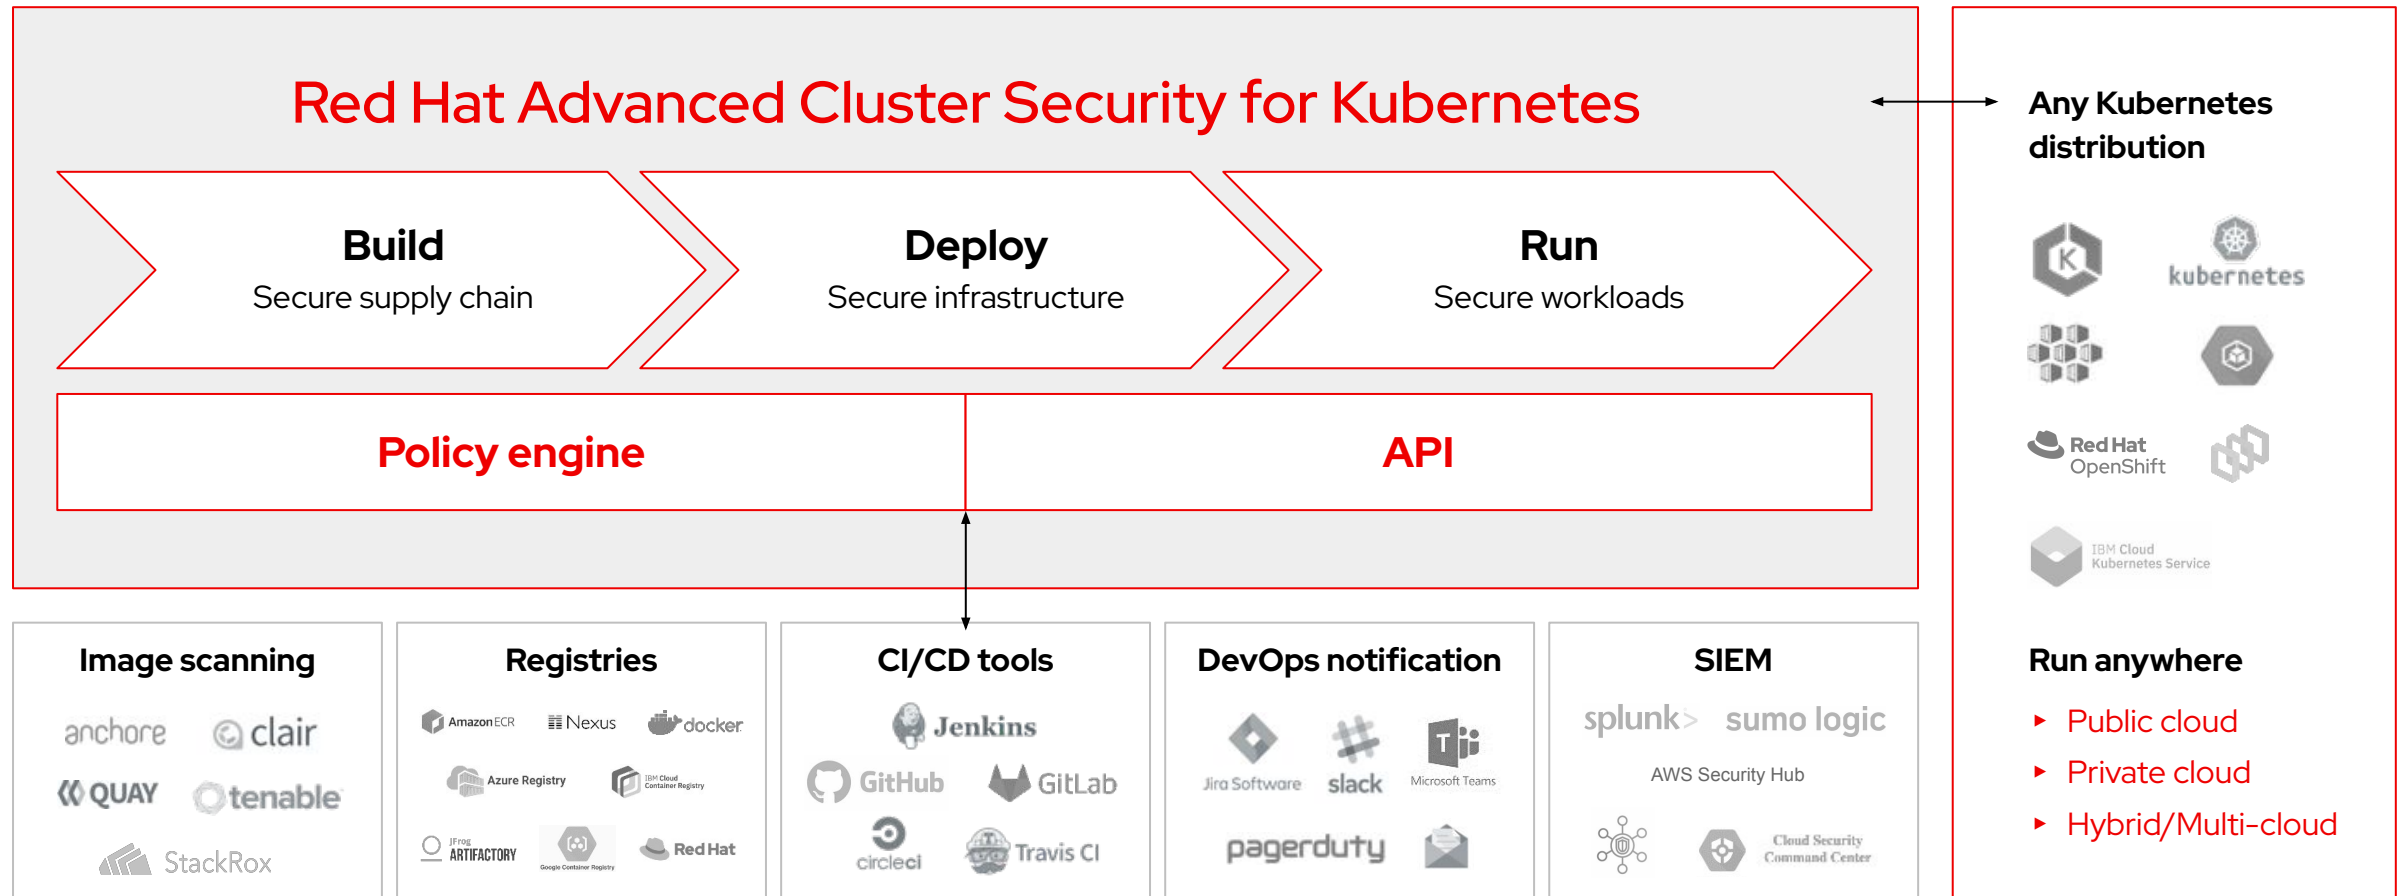 Red Hat Advanced Cluster Security for Kubernetes
Build
Secure supply chain
Deploy
Secure infrastructure
Run
Secure workloads
Policy engine
API
Any Kubernetes
distribution
K
kubernetes
Red Hat
OpenShift
IBM Cloud
Kubernetes Service
Run anywhere
Public cloud
Private cloud
Hybrid/Multi-cloud
Image scanning
anchore
clair
QUAY
tenable
StackRox
Registries
Amazon ECR
Nexus
docker
Azure Registry
IBM Cloud
Container Registry
JFrog
ARTIFACTORY
Google Container Registry
Red Hat
CI/CD tools
Jenkins
GitHub
GitLab
circleci
Travis CI
DevOps notification
Jira Software
slack
T
Microsoft Teams
pagerduty
SIEM
splunk>
sumo logic
AWS Security Hub
Cloud Security
Command Center